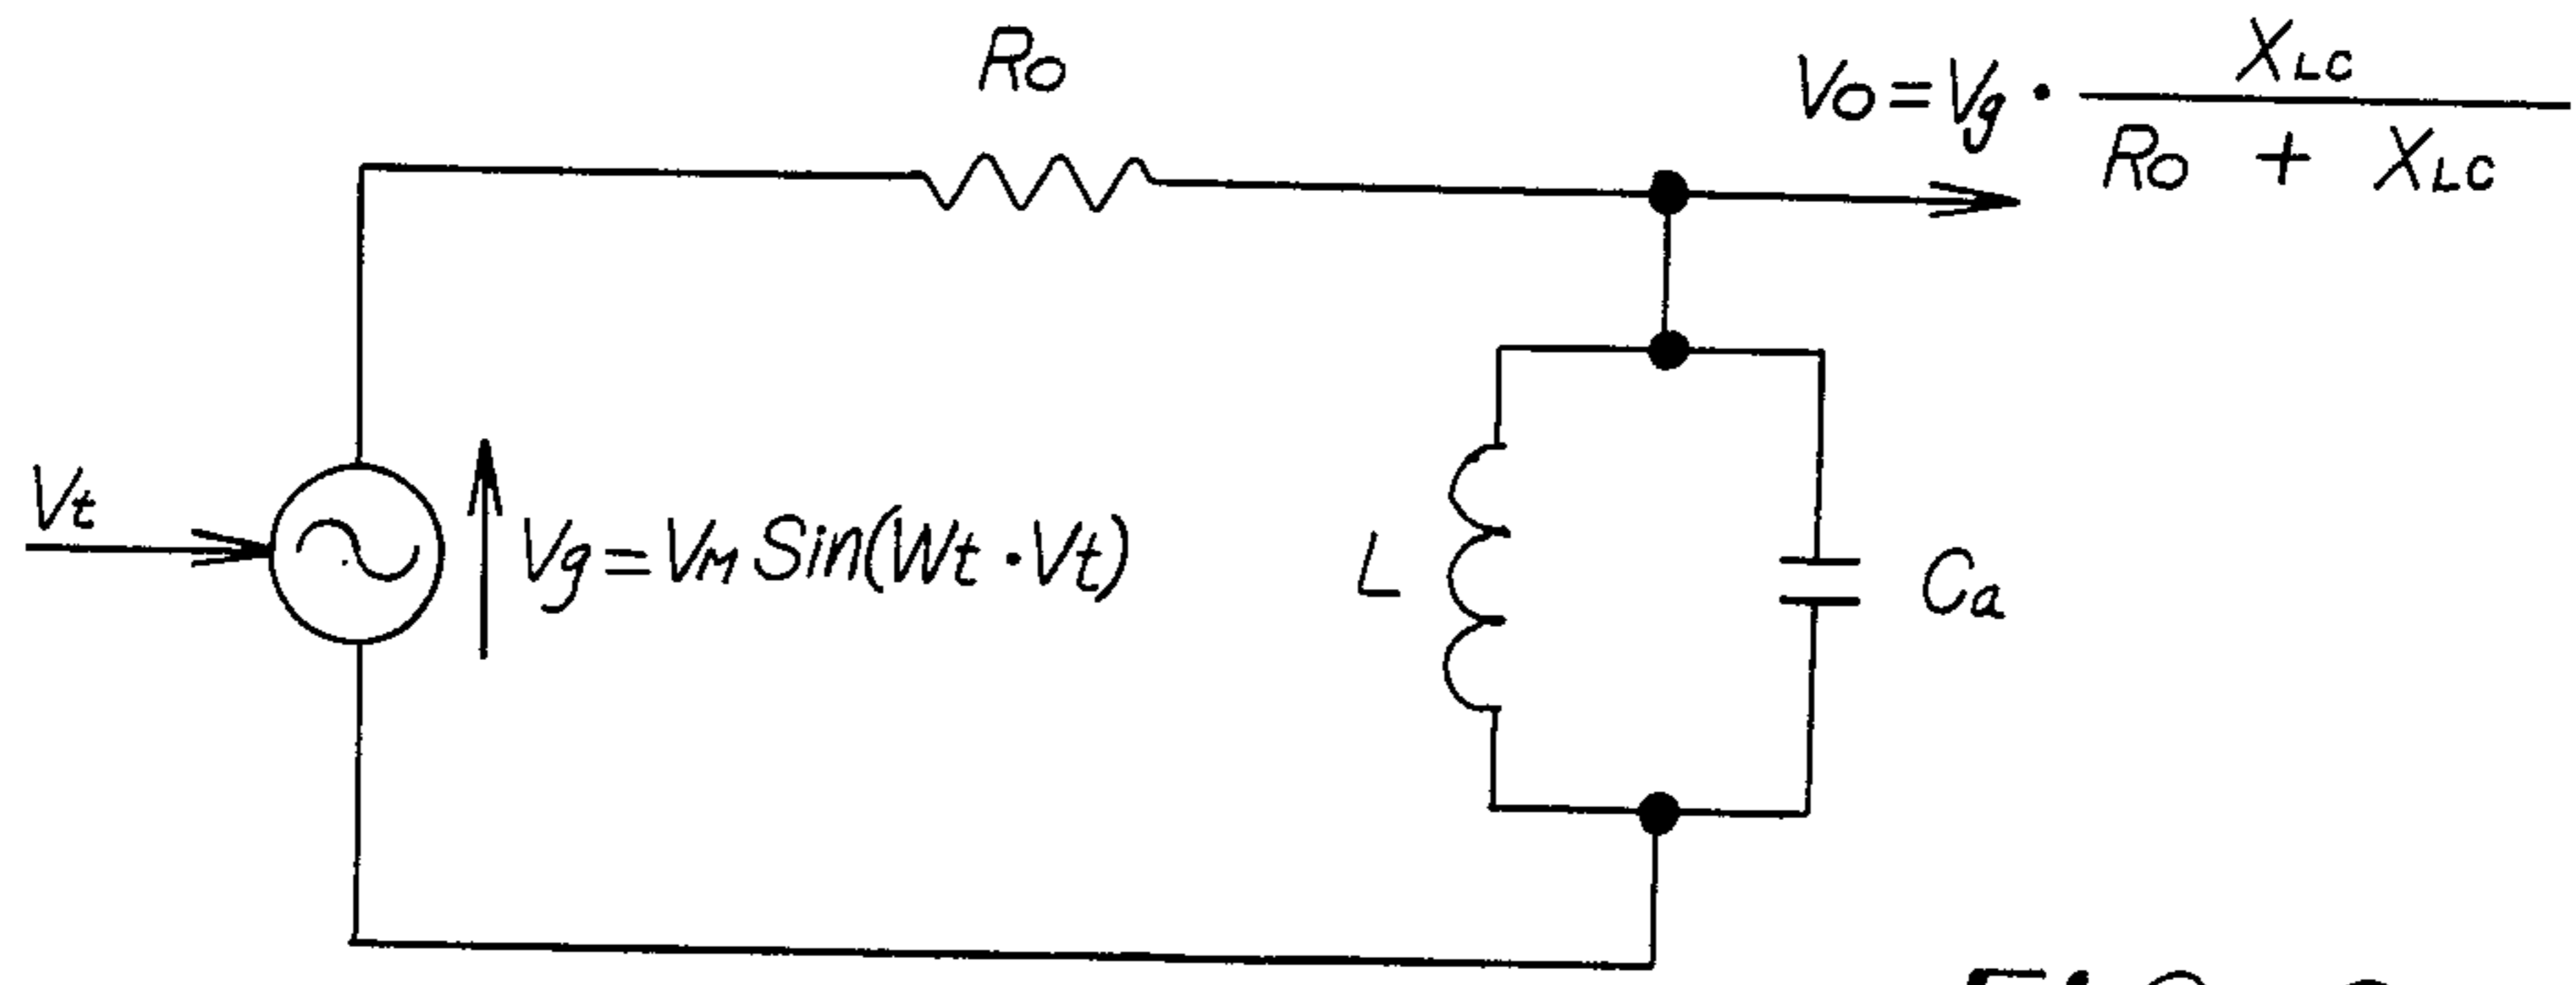 Ro
Vo = Vg · XLC / Ro + XLC
Vt
Vg = VM Sin(Wt · Vt)
L
Ca